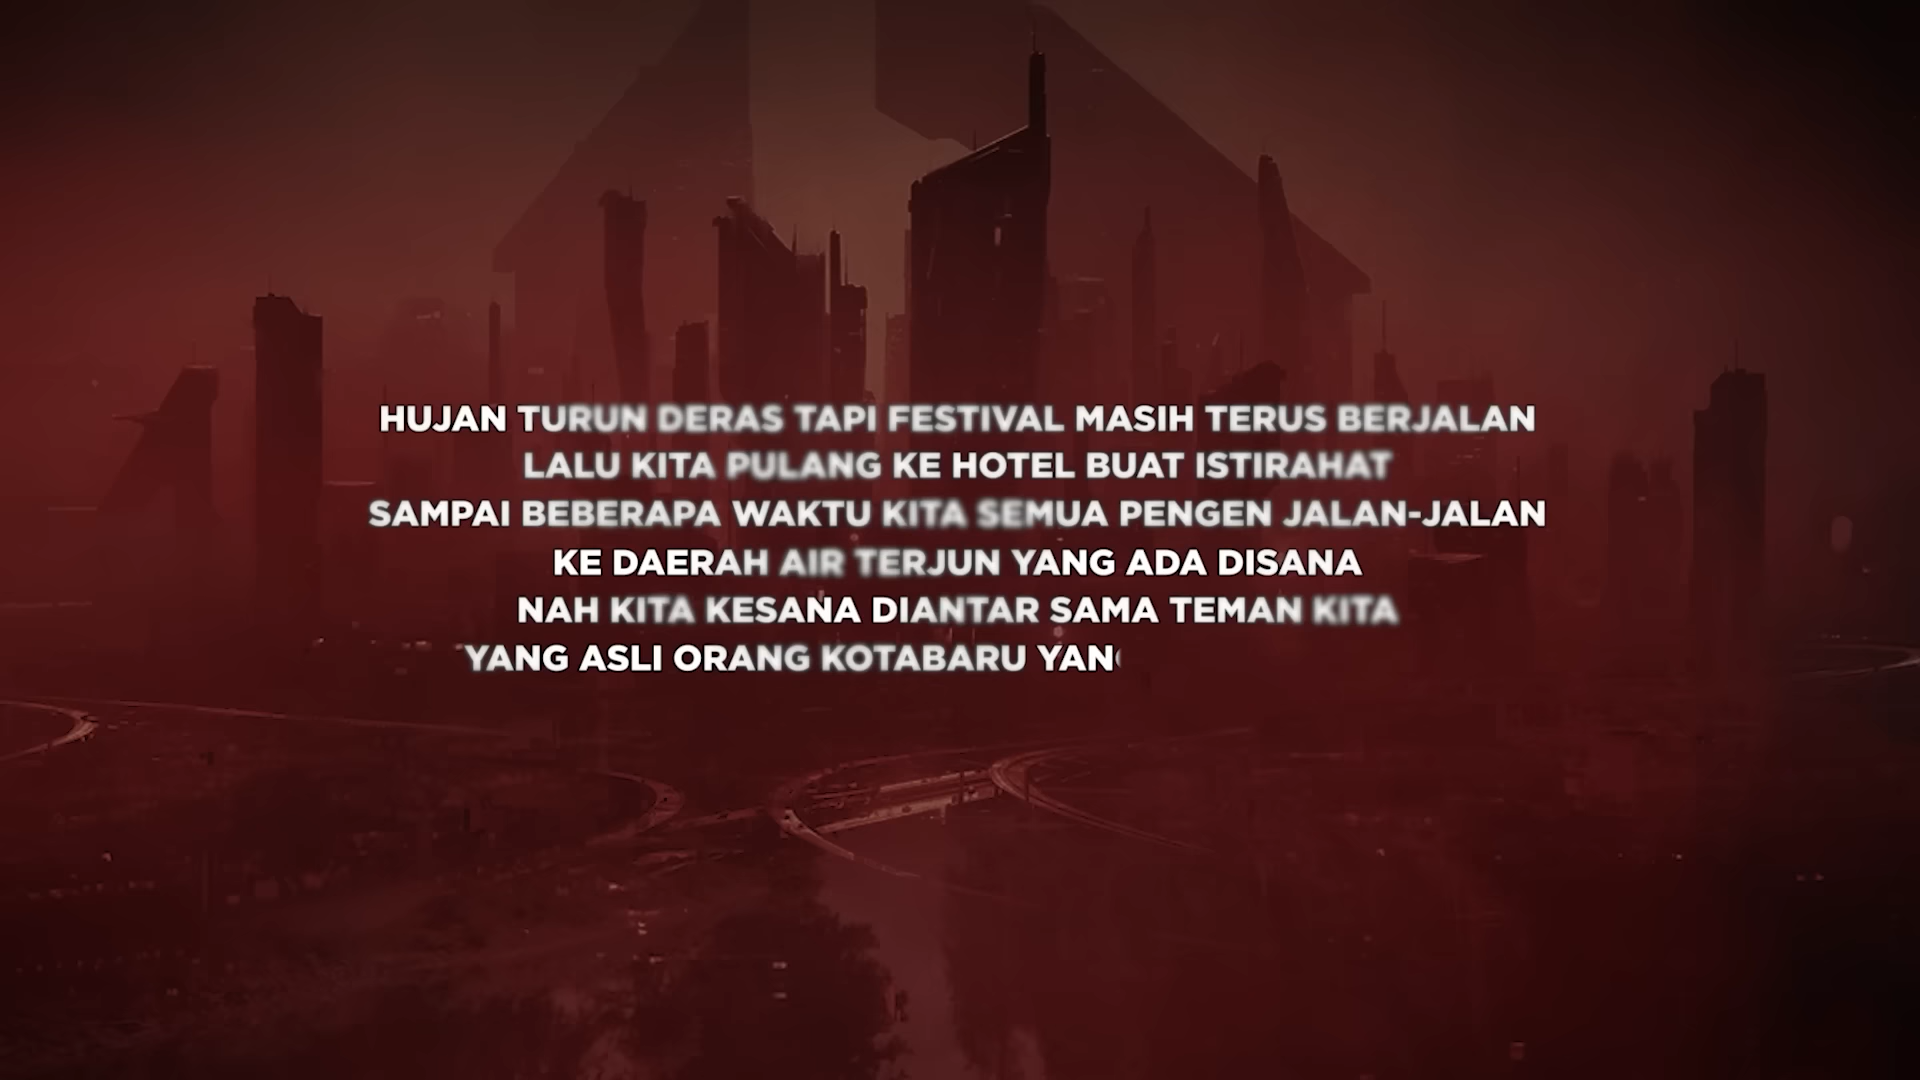 HUJAN TURUN DERAS TAPI FESTIVAL MASIH TERUS BERJALAN
LALU KITA PULANG KE HOTEL BUAT ISTIRAHAT
SAMPAI BEBERAPA WAKTU KITA SEMUA PENGEN JALAN-JALAN
KE DAERAH AIR TERJUN YANG ADA DISANA
NAH KITA KESANA DIANTAR SAMA TEMAN KITA
YANG ASLI ORANG KOTABARU YAN